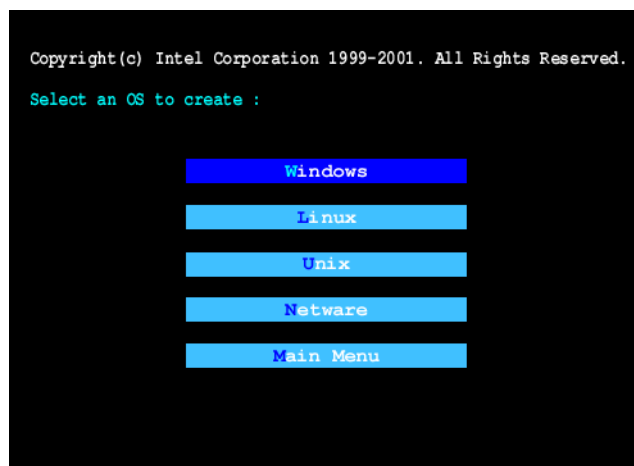 Copyright(c) Intel Corporation 1999-2001. All Rights Reserved.
Select an OS to create :
Windows
Linux
Unix
Netware
Main Menu